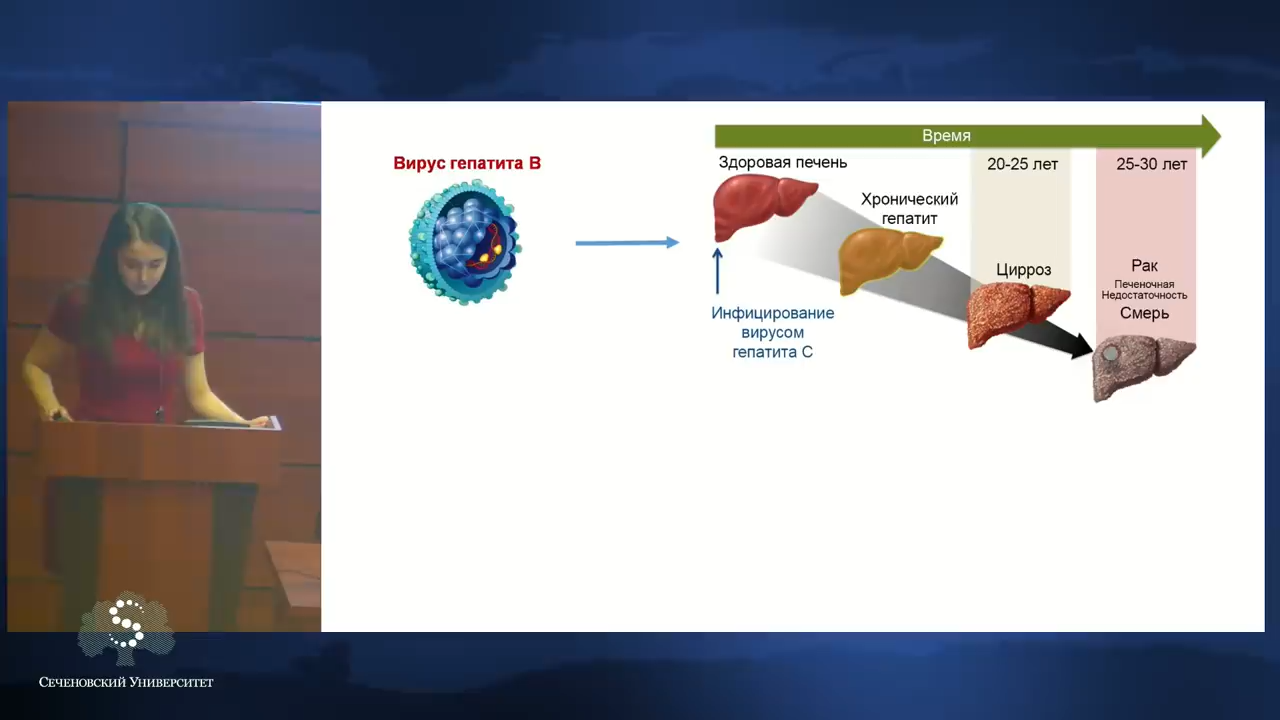 Время
Вирус гепатита В
Здоровая печень
20-25 лет
25-30 лет
Хронический
гепатит
Цирроз
Рак
Печеночная
Недостаточность
Смерь
Инфицирование
вирусом
гепатита С
S
Сеченовский Университет